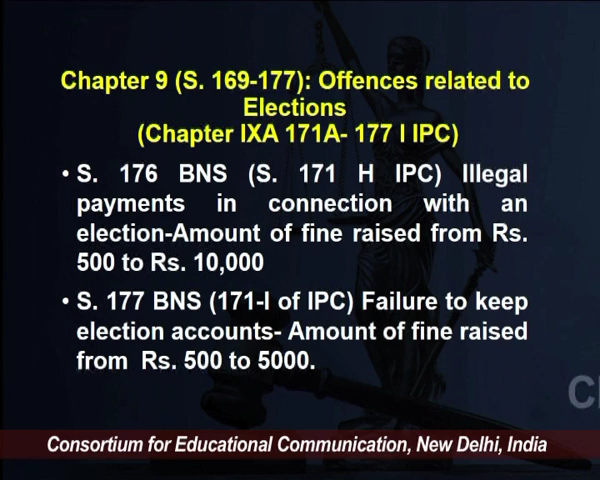 Chapter 9 (S. 169-177): Offences related to
Elections
(Chapter IXA 171A- 177 I IPC)
• S. 176 BNS (S. 171 H IPC) Illegal
payments in connection with an
election-Amount of fine raised from Rs.
500 to Rs. 10,000
• S. 177 BNS (171-I of IPC) Failure to keep
election accounts- Amount of fine raised
from Rs. 500 to 5000.
Consortium for Educational Communication, New Delhi, India